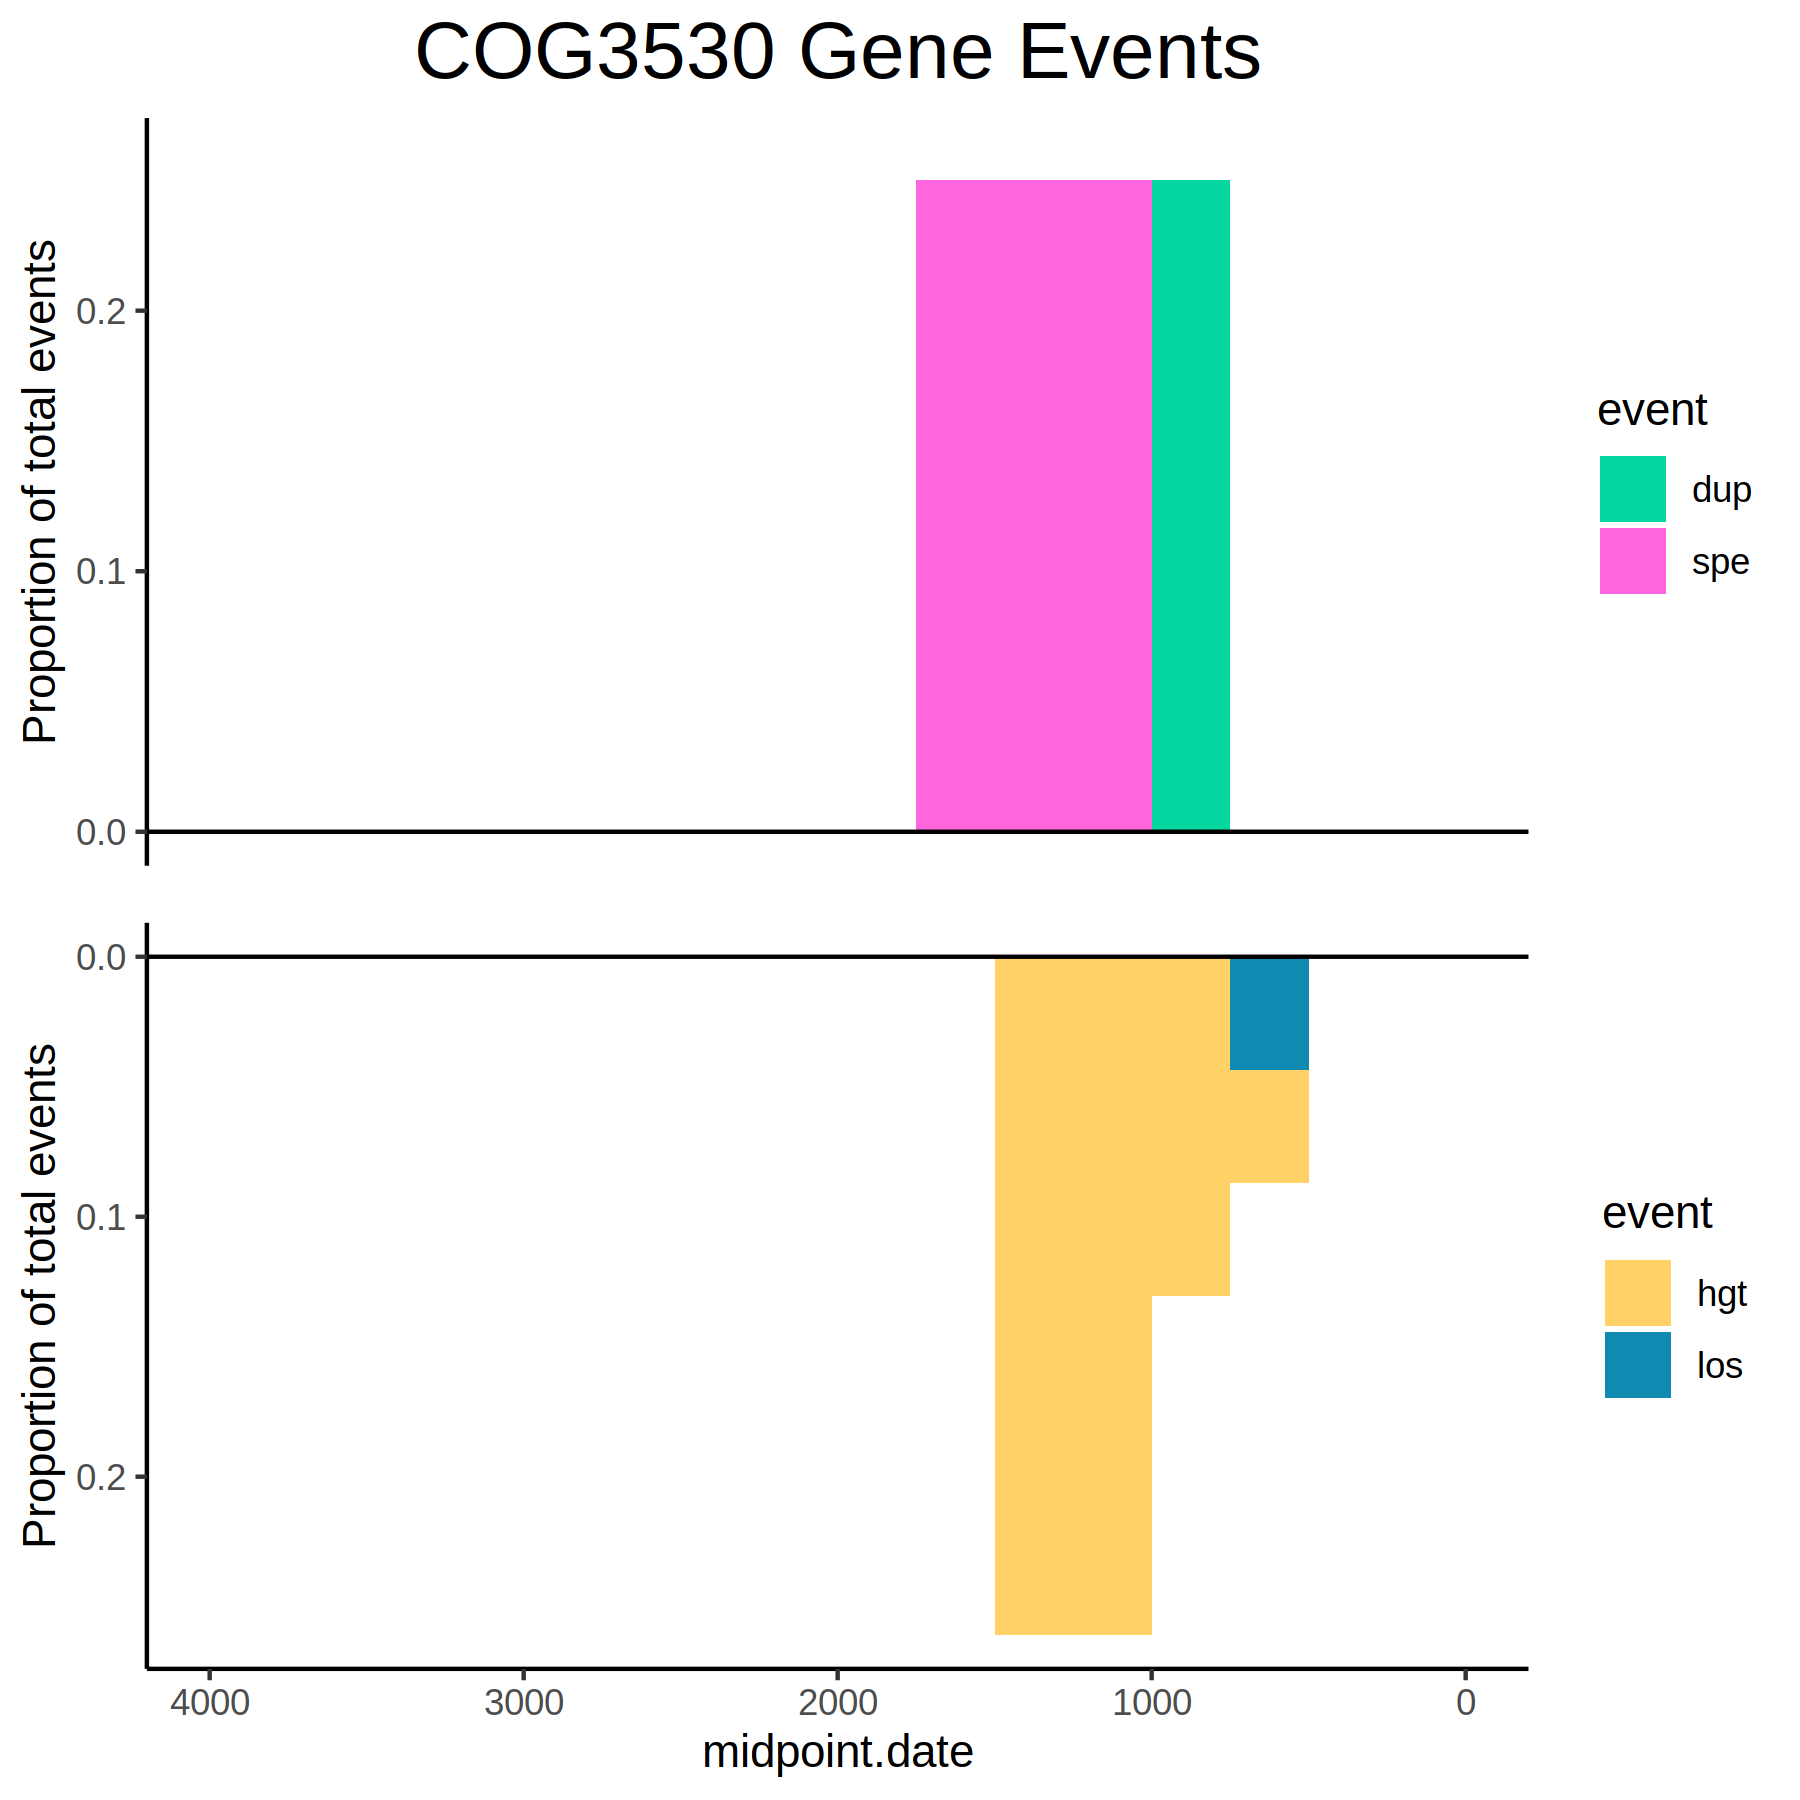 COG3530 Gene Events
Proportion of total events
0.2
0.1
0.0
event
dup
spe
Proportion of total events
0.0
0.1
0.2
event
hgt
los
4000 3000 2000 1000 0
midpoint.date